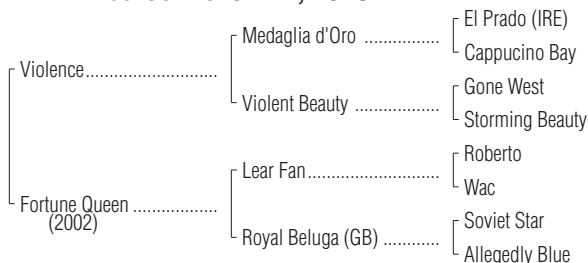 El Prado (IRE)
Medaglia d'Oro ..................
Cappucino Bay
Violence...............................
Gone West
Violent Beauty ....................
Storming Beauty
Roberto
Lear Fan...............................
Wac
Fortune Queen ....................
(2002)
Soviet Star
Royal Beluga (GB) .............
Allegedly Blue